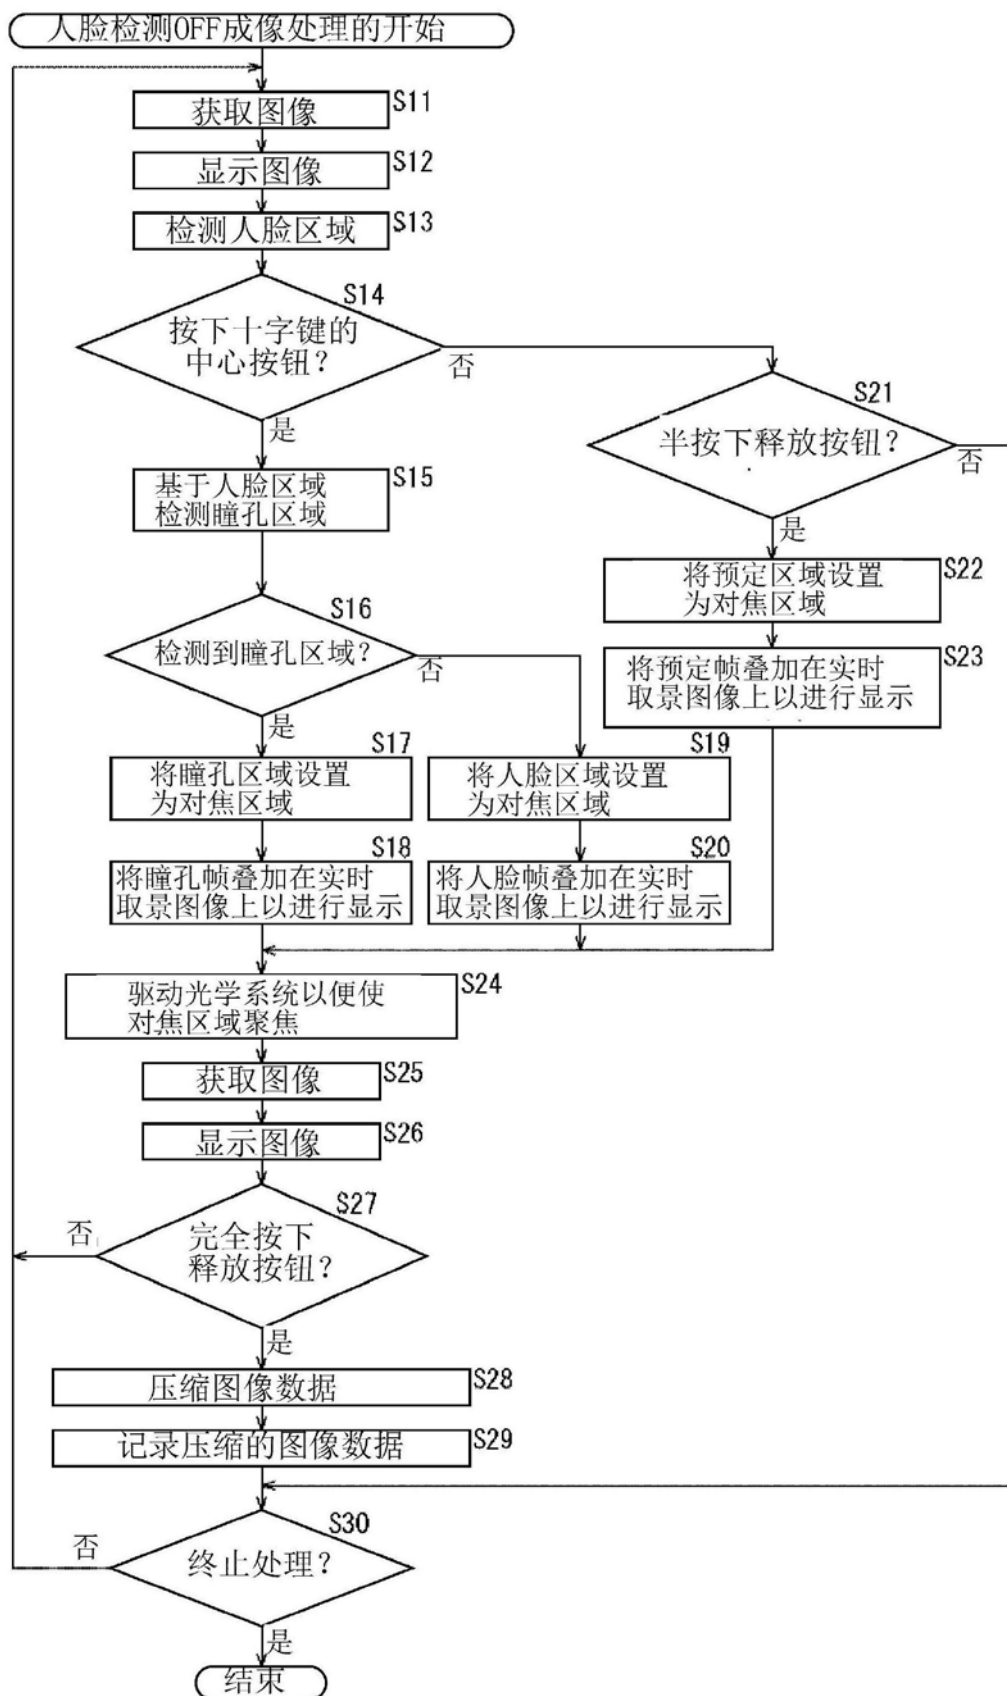 人脸检测OFF成像处理的开始
获取图像
S11
显示图像
S12
检测人脸区域
S13
S14
按下十字键的
中心按钮？
否
是
S21
半按下释放按钮？
否
是
基于人脸区域
检测瞳孔区域
S15
将预定区域设置
为对焦区域
S22
S16
检测到瞳孔区域？
否
是
将预定帧叠加在实时
取景图像上以进行显示
S23
S17
将瞳孔区域设置
为对焦区域
S19
将人脸区域设置
为对焦区域
S18
将瞳孔帧叠加在实时
取景图像上以进行显示
S20
将人脸帧叠加在实时
取景图像上以进行显示
驱动光学系统以便使
对焦区域聚焦
S24
获取图像
S25
显示图像
S26
S27
完全按下
释放按钮？
否
是
压缩图像数据
S28
记录压缩的图像数据
S29
S30
终止处理？
否
是
结束